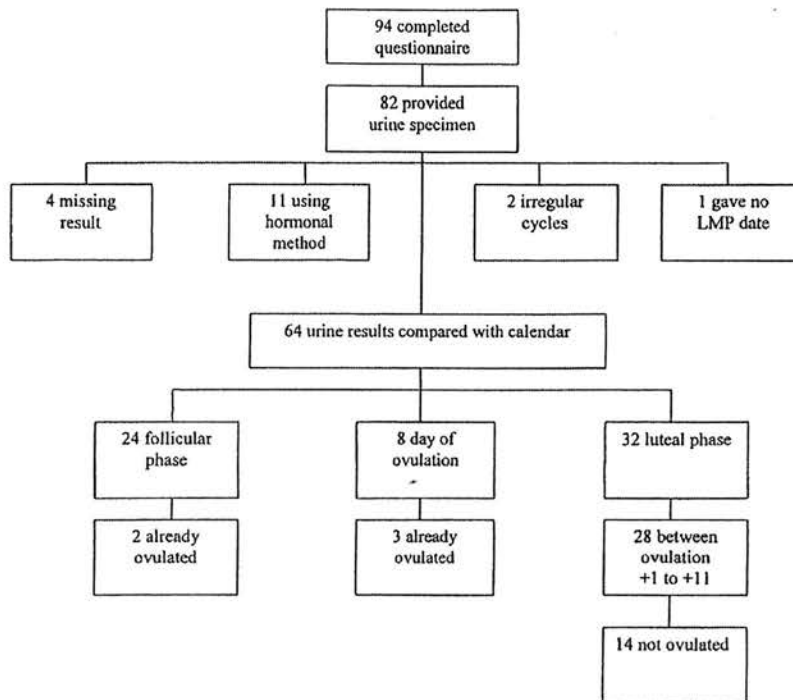 94 completed
questionnaire
82 provided
urine specimen
4 missing
result
11 using
hormonal
method
2 irregular
cycles
1 gave no
LMP date
64 urine results compared with calendar
24 follicular
phase
8 day of
ovulation
32 luteal phase
2 already
ovulated
3 already
ovulated
28 between
ovulation
+1 to +11
14 not ovulated